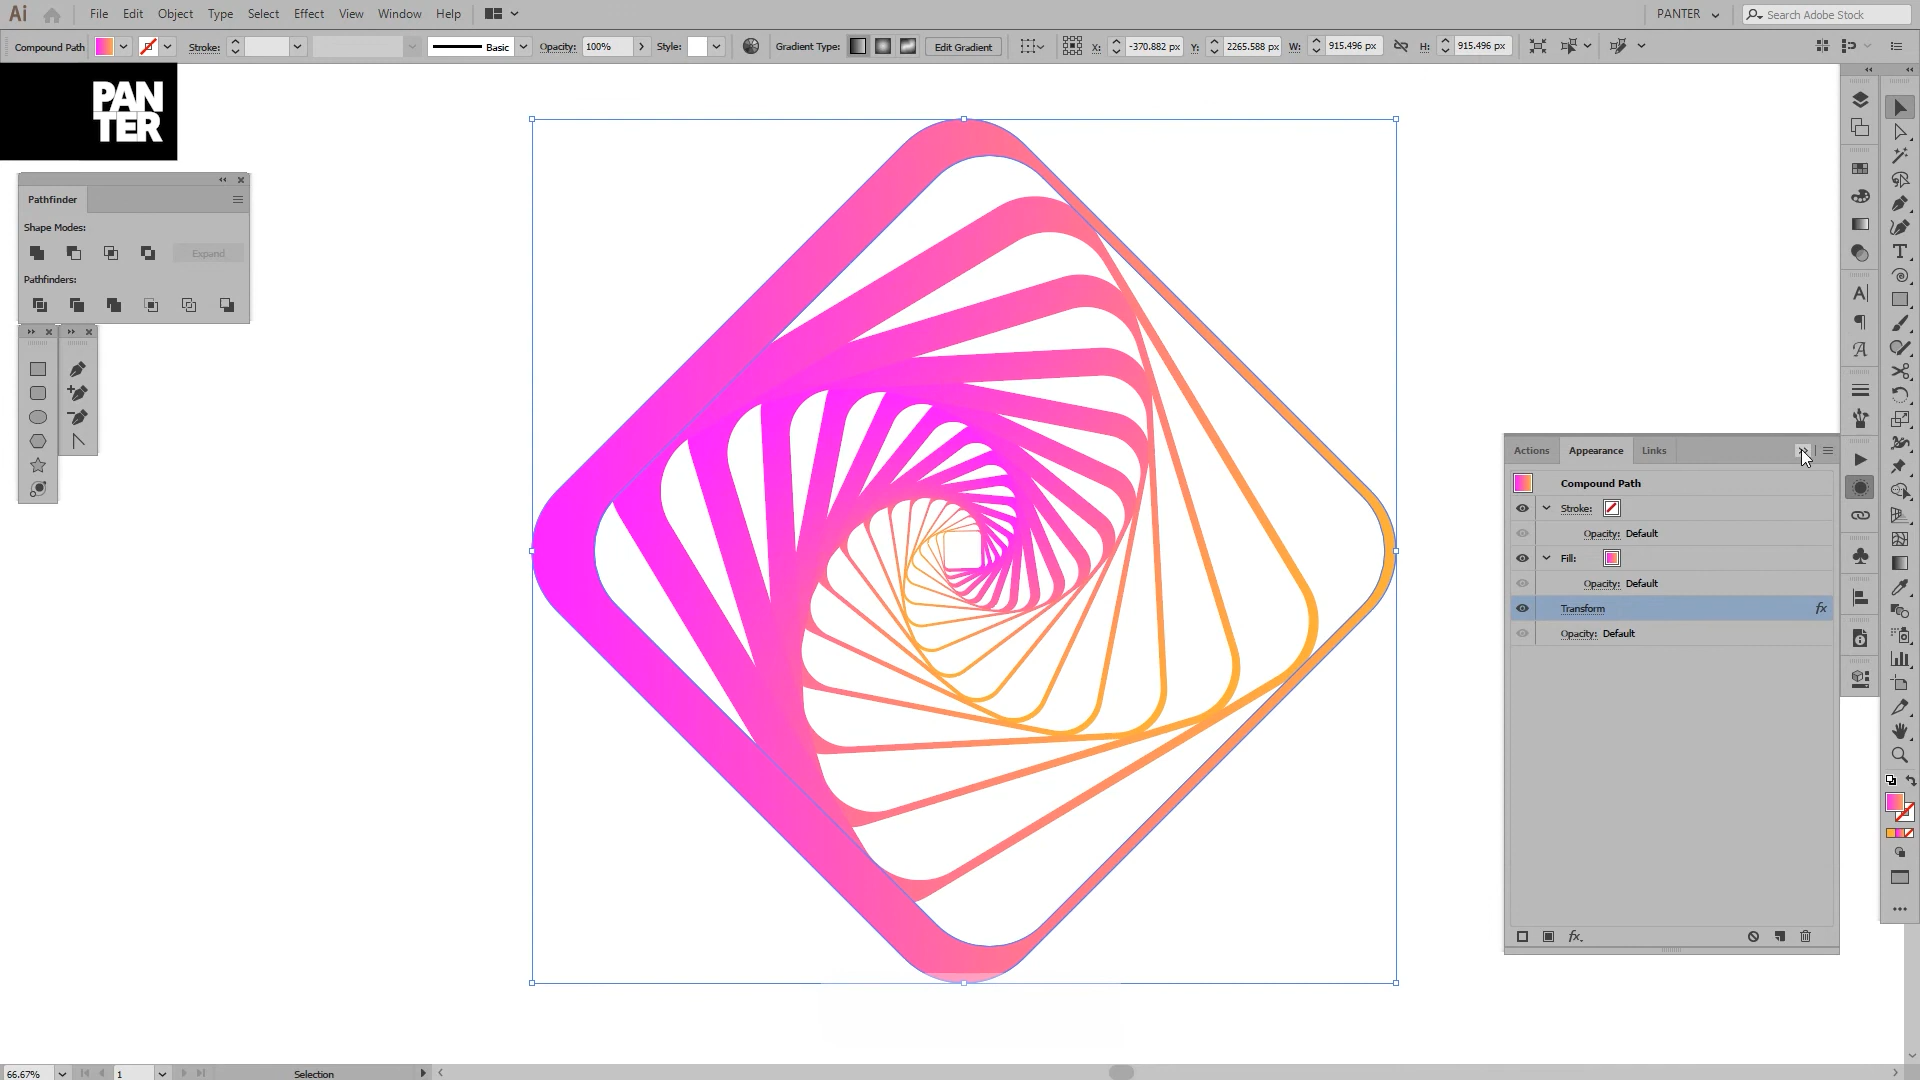 Ai File Edit Object Type Select Effect View Window Help PANTER Search Adobe Stock
Compound Path Stroke: Basic Opacity: 100% Style: Gradient Type: Edit Gradient X: -370.882 px Y: 2265.588 px W: 915.496 px H: 915.496 px
PAN
TER
Pathfinder
Shape Modes:
Expand
Pathfinders:
Actions Appearance Links
Compound Path
Stroke:
Opacity: Default
Fill:
Opacity: Default
Transform fx
Opacity: Default
fx.
66.67% 1 Selection